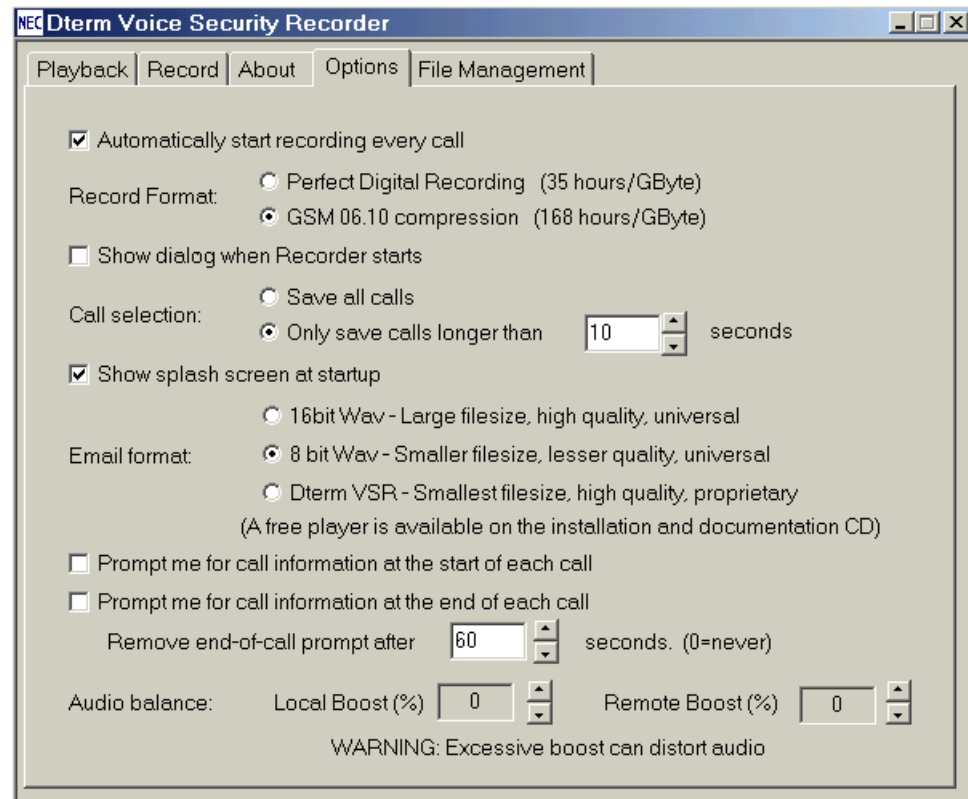 NEC Dterm Voice Security Recorder
Playback Record About Options File Management
Automatically start recording every call
Record Format:
Perfect Digital Recording (35 hours/GByte)
GSM 06.10 compression (168 hours/GByte)
Show dialog when Recorder starts
Call selection:
Save all calls
Only save calls longer than 10 seconds
Show splash screen at startup
Email format:
16bit Wav - Large filesize, high quality, universal
8 bit Wav - Smaller filesize, lesser quality, universal
Dterm VSR - Smallest filesize, high quality, proprietary
(A free player is available on the installation and documentation CD)
Prompt me for call information at the start of each call
Prompt me for call information at the end of each call
Remove end-of-call prompt after 60 seconds. (0=never)
Audio balance: Local Boost (%) 0 Remote Boost (%) 0
WARNING: Excessive boost can distort audio